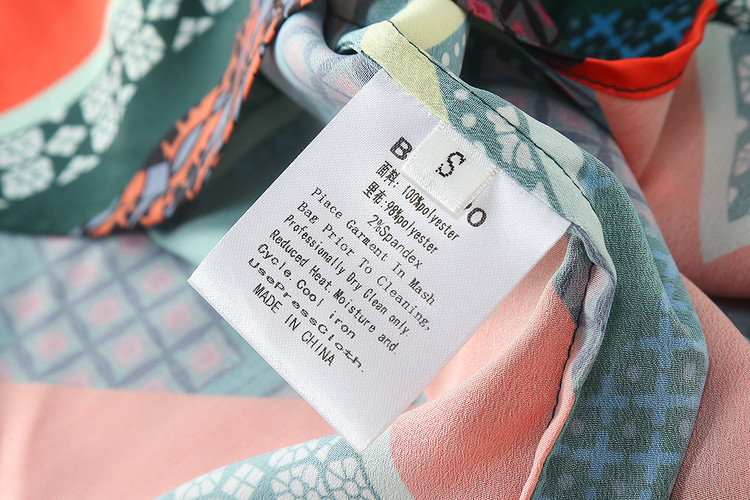 S
面料: 100%polyester
里布: 98%polyester
2%Spandex
Place Garment In Mash
Bag Prior To Cleaning,
Professionally Dry Clean only
Reduced Heat, Moisture and
Cycle. Cool iron
UsePressCloth.
MADE IN CHINA